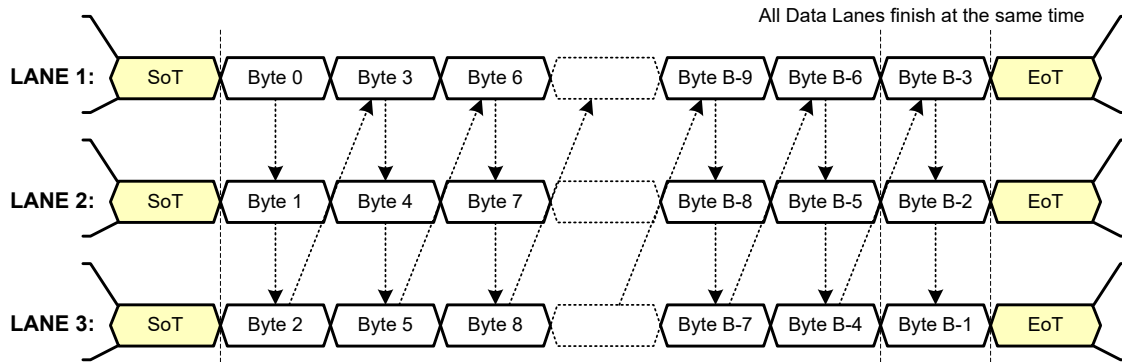 All Data Lanes finish at the same time
LANE 1: SoT Byte 0 Byte 3 Byte 6 Byte B-9 Byte B-6 Byte B-3 EoT
LANE 2: SoT Byte 1 Byte 4 Byte 7 Byte B-8 Byte B-5 Byte B-2 EoT
LANE 3: SoT Byte 2 Byte 5 Byte 8 Byte B-7 Byte B-4 Byte B-1 EoT